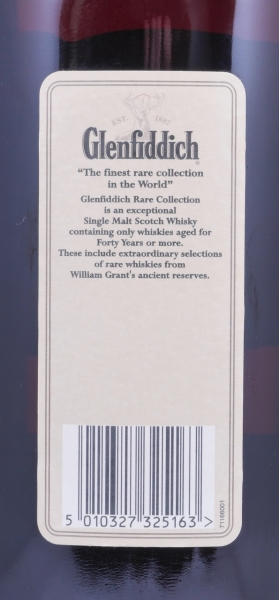 EST. 1887
Glenfiddich
"The finest rare collection
in the World"
Glenfiddich Rare Collection
is an exceptional
Single Malt Scotch Whisky
containing only whiskies aged for
Forty Years or more.
These include extraordinary selections
of rare whiskies from
William Grant's ancient reserves.
5 010327 325163 >
71166001